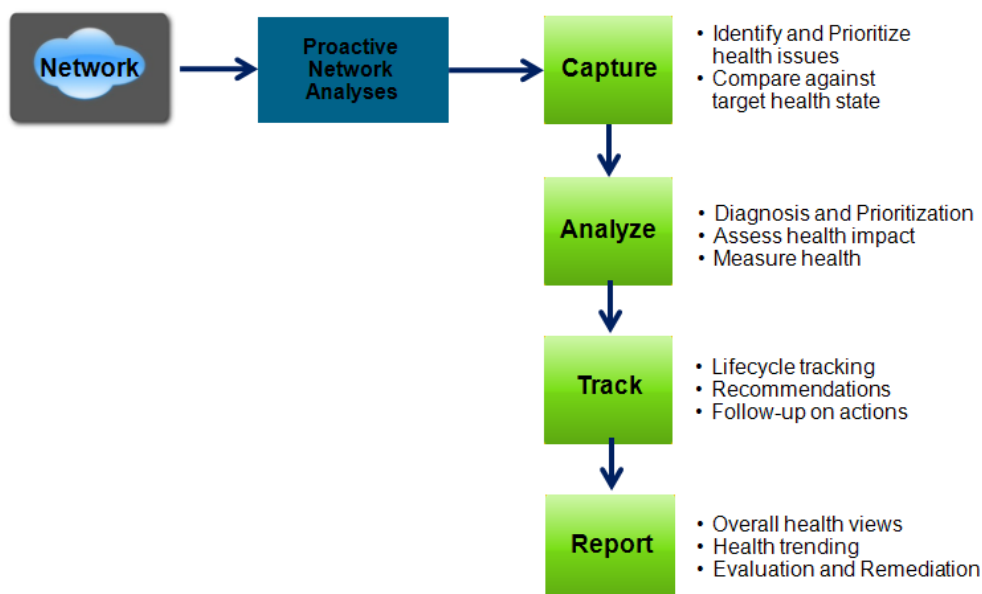 Network
Proactive
Network
Analyses
Capture
• Identify and Prioritize
health issues
• Compare against
target health state
Analyze
• Diagnosis and Prioritization
• Assess health impact
• Measure health
Track
• Lifecycle tracking
• Recommendations
• Follow-up on actions
Report
• Overall health views
• Health trending
• Evaluation and Remediation